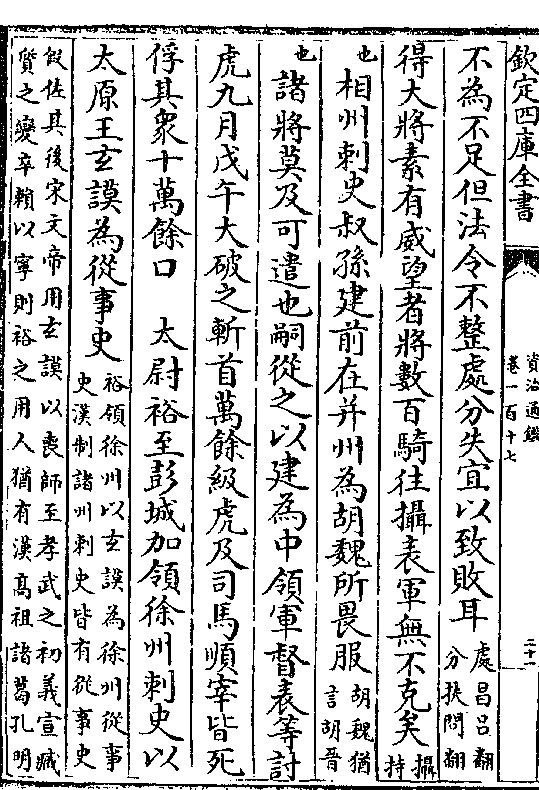 欽定四庫全書
資治通鑑
卷一百十七
二十一
不為不足但法令不整處分失宜以致敗耳處昌呂翻
分扶問翻
得大將素有威望者將數百騎往攝表軍無不克矣攝
持
也相州刺史叔孫建前在并州為胡魏所畏服胡魏猶
言胡晉
也諸將莫及可遣也嗣從之以建為中領軍督表等討
虎九月戊午大破之斬首萬餘級虎及司馬順宰皆死
俘其衆十萬餘口 太尉裕至彭城加領徐州刺史以
太原王玄謨為從事史裕領徐州以玄謨為徐州從事
史漢制諸州刺史皆有從事史
假佐其後宋文帝用玄謨以喪師至孝武之初義宣臧
質之變卒賴以寧則裕之用人猶有漢高祖諸葛孔明